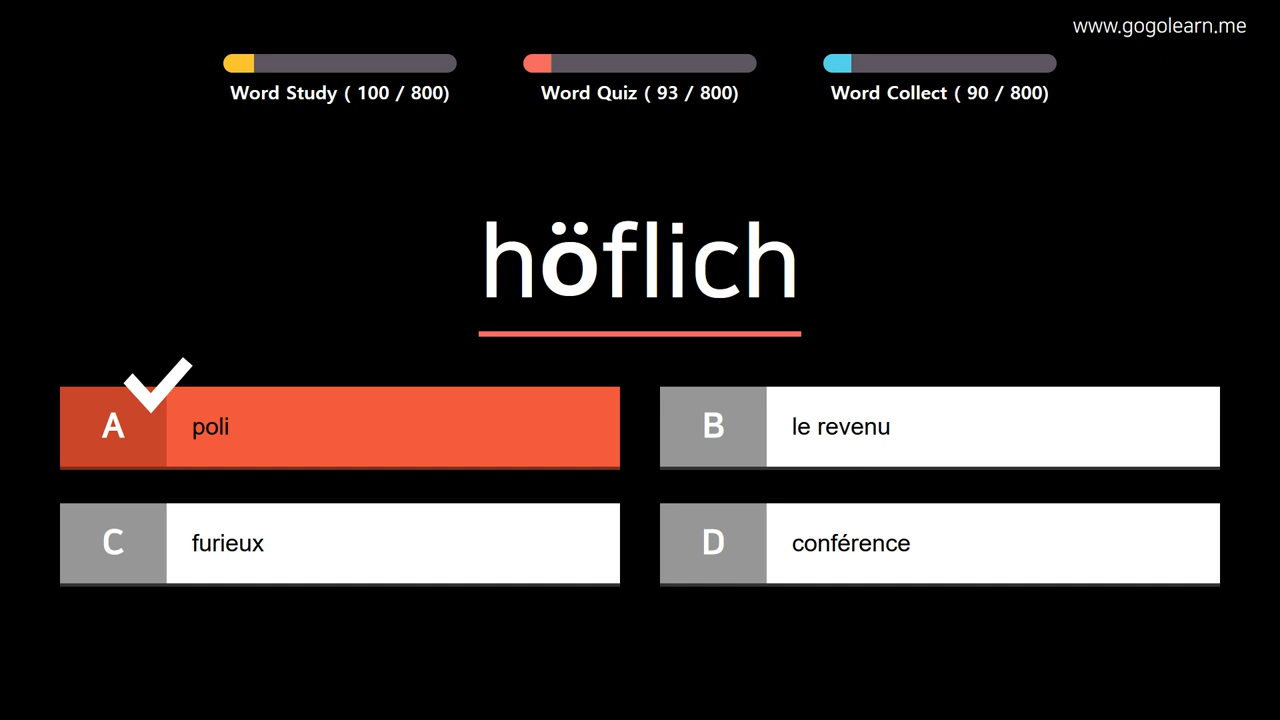 www.gogolearn.me
Word Study ( 100 / 800)
Word Quiz ( 93 / 800)
Word Collect ( 90 / 800)
höflich
A poli
B le revenu
C furieux
D conférence